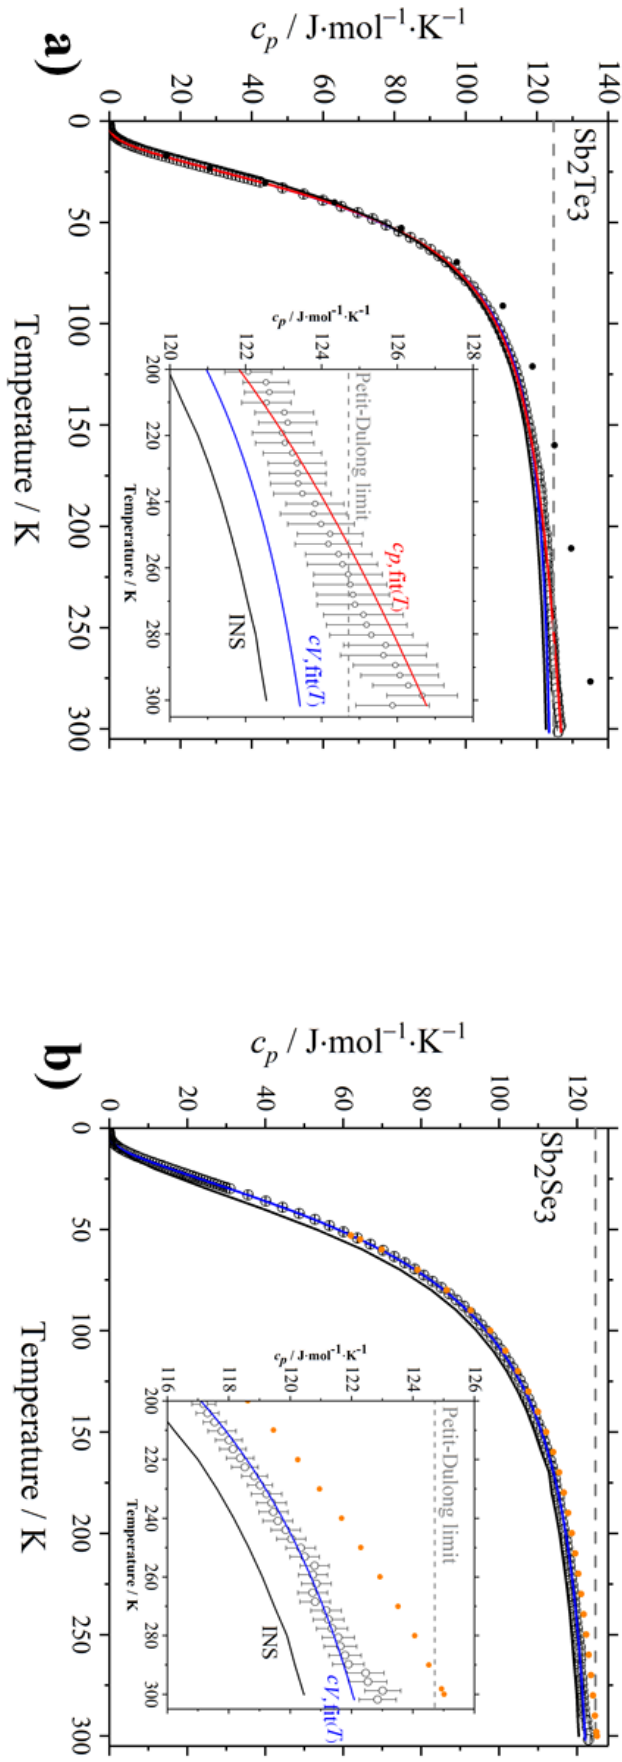 a)
c_p / J·mol⁻¹·K⁻¹
140
120
100
80
60
40
20
0
Sb₂Te₃
0 50 100 150 200 250 300
Temperature / K
c_p / J·mol⁻¹·K⁻¹
128
126
124
122
120
Petit-Dulong limit
c_p,fit(T)
c_V,fit(T)
INS
200 220 240 260 280 300
Temperature / K
b)
c_p / J·mol⁻¹·K⁻¹
120
100
80
60
40
20
0
Sb₂Se₃
0 50 100 150 200 250 300
Temperature / K
c_p / J·mol⁻¹·K⁻¹
126
124
122
120
118
116
Petit-Dulong limit
c_V,fit(T)
INS
200 220 240 260 280 300
Temperature / K